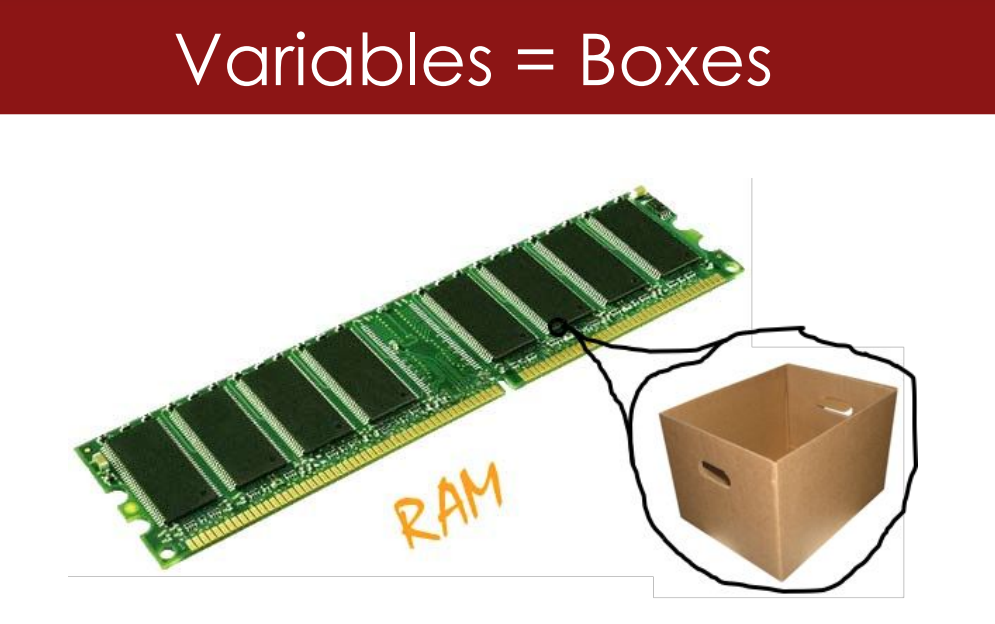 Variables = Boxes
RAM